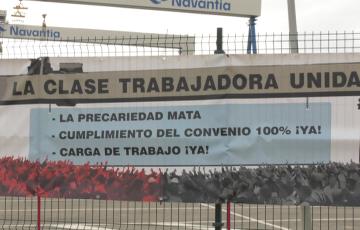 Navantia
Navantia
LA CLASE TRABAJADORA UNIDA
- LA PRECARIEDAD MATA
- CUMPLIMIENTO DEL CONVENIO 100% ¡YA!
- CARGA DE TRABAJO ¡YA!